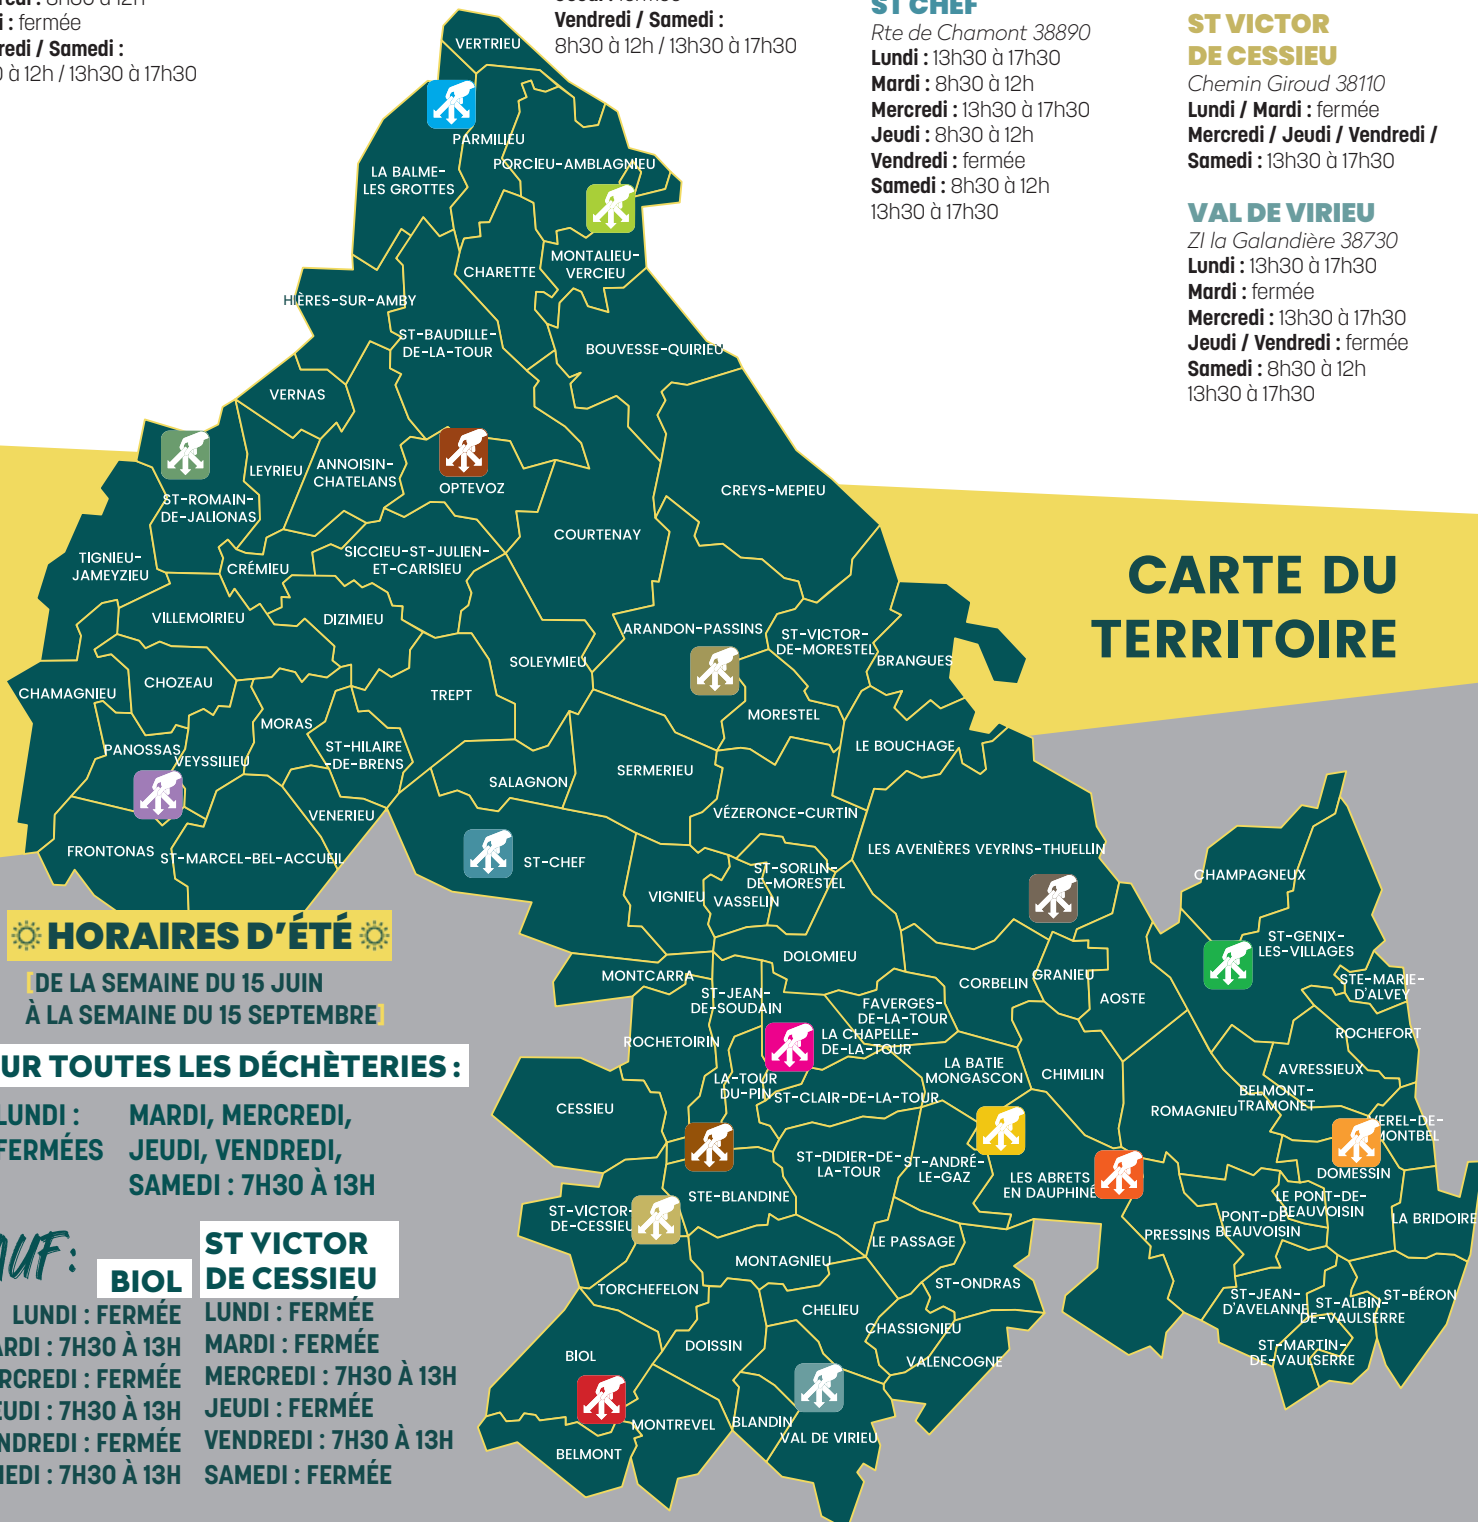 8h30 à 12h
: fermée
redi / Samedi :
à 12h / 13h30 à 17h30
fermée
Vendredi / Samedi :
8h30 à 12h / 13h30 à 17h30
ST CHEF
Rte de Chamont 38890
Lundi : 13h30 à 17h30
Mardi : 8h30 à 12h
Mercredi : 13h30 à 17h30
Jeudi : 8h30 à 12h
Vendredi : fermée
Samedi : 8h30 à 12h
13h30 à 17h30
ST VICTOR
DE CESSIEU
Chemin Giroud 38110
Lundi / Mardi : fermée
Mercredi / Jeudi / Vendredi /
Samedi : 13h30 à 17h30
VAL DE VIRIEU
ZI la Galandière 38730
Lundi : 13h30 à 17h30
Mardi : fermée
Mercredi : 13h30 à 17h30
Jeudi / Vendredi : fermée
Samedi : 8h30 à 12h
13h30 à 17h30
CARTE DU
TERRITOIRE
VERTRIEU
PARMILIEU
PORCIEU-AMBLAGNIEU
LA BALME-
LES GROTTES
MONTALIEU-
VERCIEU
CHARETTE
HIÈRES-SUR-AMBY
ST-BAUDILLE-
DE-LA-TOUR
BOUVESSE-QUIRIEU
VERNAS
LEYRIEU
ANNOISIN-
CHATELANS
OPTEVOZ
CREYS-MEPIEU
ST-ROMAIN-
DE-JALIONAS
COURTENAY
TIGNIEU-
JAMEYZIEU
CRÉMIEU
SICCIEU-ST-JULIEN-
ET-CARISIEU
VILLEMOIRIEU
DIZIMIEU
ARANDON-PASSINS
ST-VICTOR-
DE-MORESTEL
BRANGUES
SOLEYMIEU
CHOZEAU
CHAMAGNIEU
TREPT
MORESTEL
MORAS
PANOSSAS
VEYSSILIEU
ST-HILAIRE
-DE-BRENS
LE BOUCHAGE
SERMERIEU
SALAGNON
VÉZERONCE-CURTIN
VENERIEU
FRONTONAS
ST-MARCEL-BEL-ACCUEIL
ST-CHEF
LES AVENIÈRES VEYRINS-THUELLIN
ST-SORLIN-
DE-MORESTEL
VIGNIEU
VASSELIN
CHAMPAGNEUX
ST-GENIX-
LES-VILLAGES
DOLOMIEU
MONTCARRA
CORBELIN
GRANIEU
AOSTE
STE-MARIE-
D'ALVEY
ST-JEAN-
DE-SOUDAIN
FAVERGES-
DE-LA-TOUR
ROCHETOIRIN
LA CHAPELLE-
DE-LA-TOUR
ROCHEFORT
LA BATIE
MONGASCON
CHIMILIN
AVRESSIEUX
LA-TOUR
DU-PIN
ST-CLAIR-DE-LA-TOUR
BELMONT-
TRAMONET
CESSIEU
ROMAGNIEU
VEREL-DE-
MONTBEL
ST-DIDIER-DE-
LA-TOUR
ST-ANDRÉ-
LE-GAZ
LES ABRETS
EN DAUPHINÉ
DOMESSIN
STE-BLANDINE
LE PONT-DE-
BEAUVOISIN
ST-VICTOR-
DE-CESSIEU
PRESSINS
PONT-DE-
BEAUVOISIN
LA BRIDOIRE
LE PASSAGE
MONTAGNIEU
ST-ONDRAS
TORCHEFELON
CHELIEU
ST-JEAN-
D'AVELANNE
ST-ALBIN-
DE-VAULSERRE
ST-BÉRON
CHASSIGNIEU
DOISSIN
BIOL
VALENCOGNE
ST-MARTIN-
DE-VAULSERRE
MONTREVEL
BLANDIN
VAL DE VIRIEU
BELMONT
HORAIRES D'ÉTÉ
[DE LA SEMAINE DU 15 JUIN
À LA SEMAINE DU 15 SEPTEMBRE]
UR TOUTES LES DÉCHÈTERIES :
LUNDI :
FERMÉES
MARDI, MERCREDI,
JEUDI, VENDREDI,
SAMEDI : 7H30 À 13H
AUF :
BIOL
LUNDI : FERMÉE
ARDI : 7H30 À 13H
RCREDI : FERMÉE
EUDI : 7H30 À 13H
NDREDI : FERMÉE
MEDI : 7H30 À 13H
ST VICTOR
DE CESSIEU
LUNDI : FERMÉE
MARDI : FERMÉE
MERCREDI : 7H30 À 13H
JEUDI : FERMÉE
VENDREDI : 7H30 À 13H
SAMEDI : FERMÉE